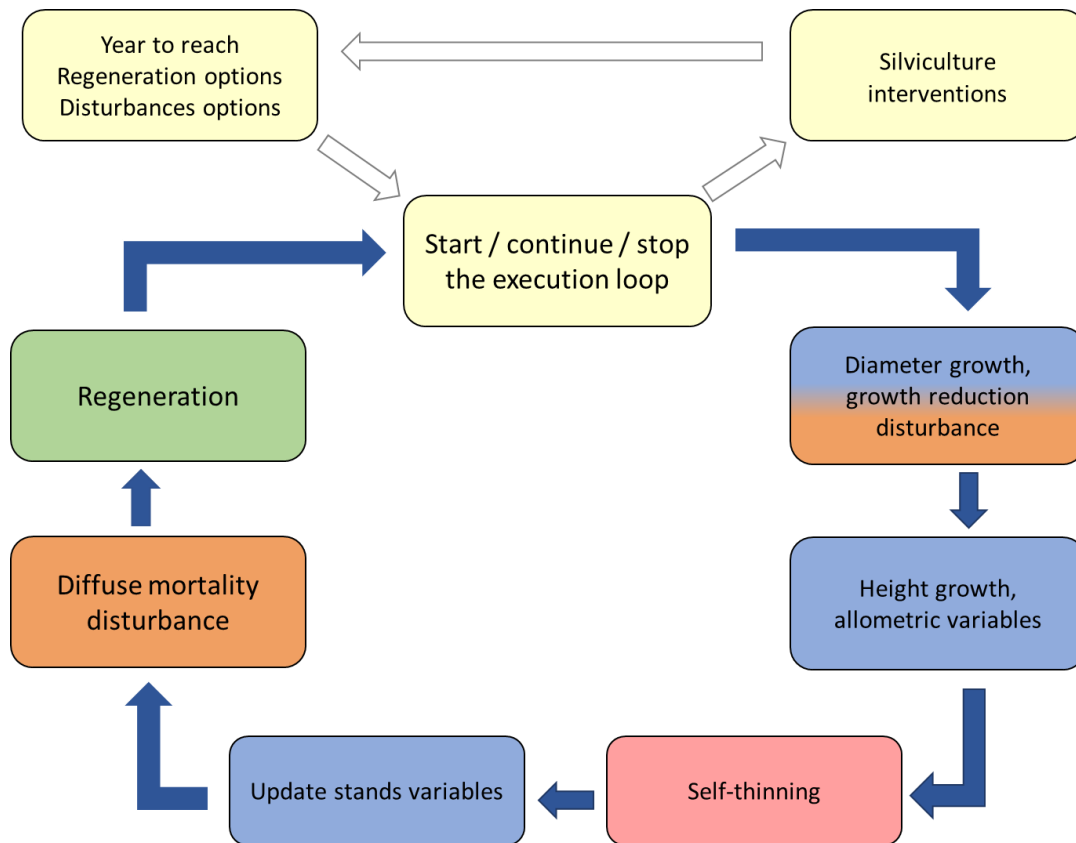 Year to reach
Regeneration options
Disturbances options
Silviculture
interventions
Start / continue / stop
the execution loop
Regeneration
Diameter growth,
growth reduction
disturbance
Diffuse mortality
disturbance
Height growth,
allometric variables
Update stands variables
Self-thinning